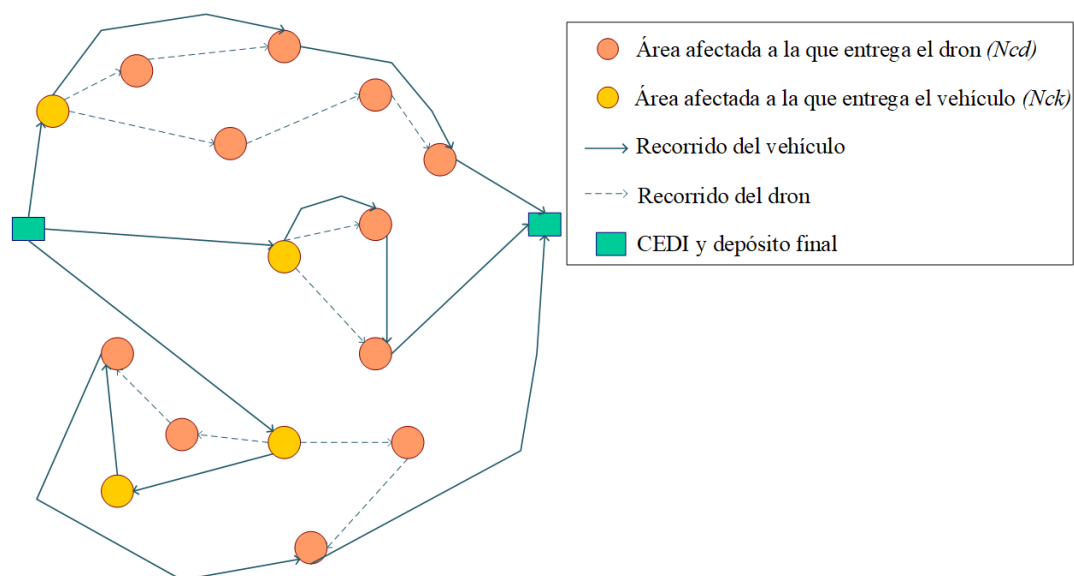 Área afectada a la que entrega el dron (Ncd)
Área afectada a la que entrega el vehículo (Nck)
Recorrido del vehículo
Recorrido del dron
CEDI y depósito final